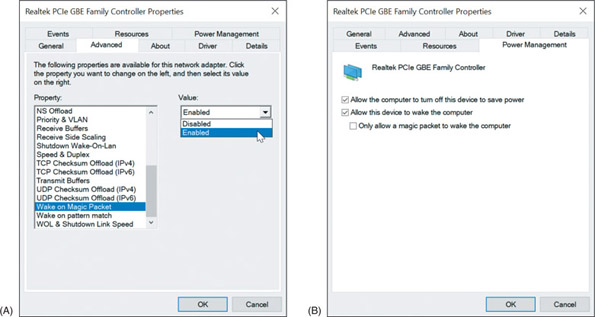 Realtek PCIe GBE Family Controller Properties
Events Resources Power Management
General Advanced About Driver Details
The following properties are available for this network adapter. Click
the property you want to change on the left, and then select its value
on the right.
Property:
NS Offload
Priority & VLAN
Receive Buffers
Receive Side Scaling
Shutdown Wake-On-Lan
Speed & Duplex
TCP Checksum Offload (IPv4)
TCP Checksum Offload (IPv6)
Transmit Buffers
UDP Checksum Offload (IPv4)
UDP Checksum Offload (IPv6)
Wake on Magic Packet
Wake on pattern match
WOL & Shutdown Link Speed
Value:
Enabled
Disabled
Enabled
OK Cancel
(A)
Realtek PCIe GBE Family Controller Properties
General Advanced About Driver Details
Events Resources Power Management
Realtek PCIe GBE Family Controller
Allow the computer to turn off this device to save power
Allow this device to wake the computer
Only allow a magic packet to wake the computer
OK Cancel
(B)